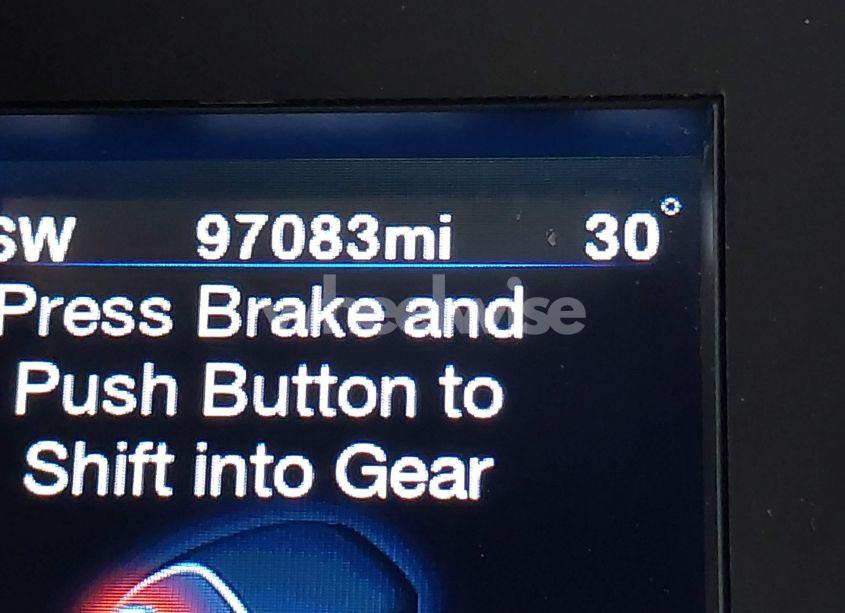 SW 97083mi 30°
Press Brake and
Push Button to
Shift into Gear